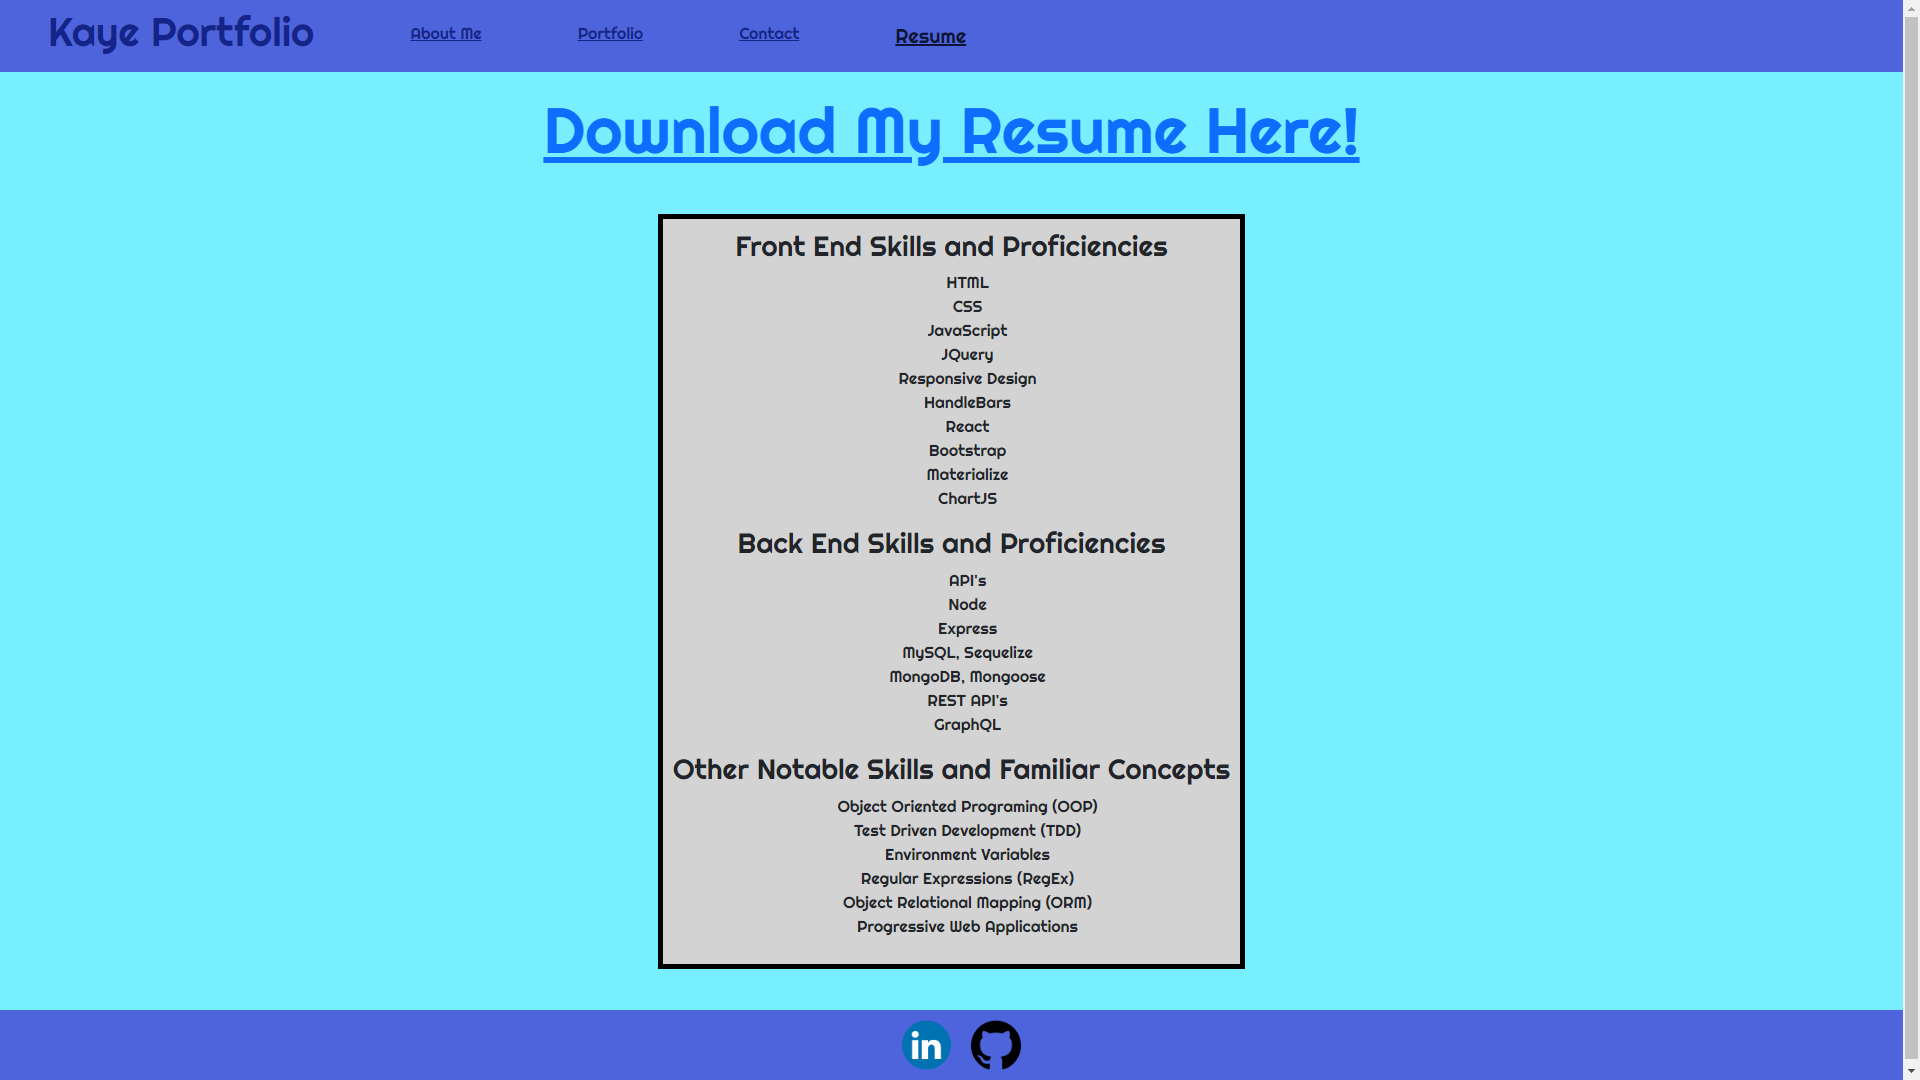 Kaye Portfolio
About Me
Portfolio
Contact
Resume
Download My Resume Here!
Front End Skills and Proficiencies
HTML
CSS
JavaScript
JQuery
Responsive Design
HandleBars
React
Bootstrap
Materialize
ChartJS
Back End Skills and Proficiencies
API's
Node
Express
MySQL, Sequelize
MongoDB, Mongoose
REST API's
GraphQL
Other Notable Skills and Familiar Concepts
Object Oriented Programing (OOP)
Test Driven Development (TDD)
Environment Variables
Regular Expressions (RegEx)
Object Relational Mapping (ORM)
Progressive Web Applications
in